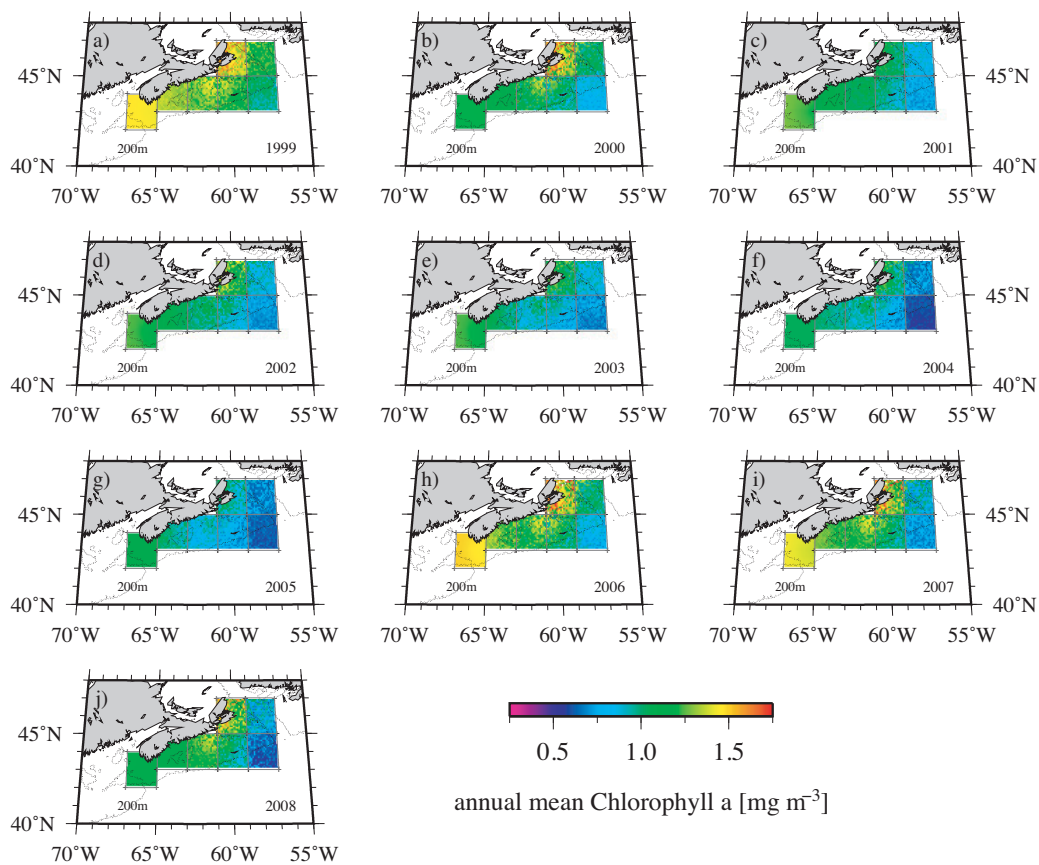 a) b) c)
45˚N 45˚N
200m 1999 200m 2000 200m 2001
40˚N 40˚N
70˚W 65˚W 60˚W 55˚W 70˚W 65˚W 60˚W 55˚W 70˚W 65˚W 60˚W 55˚W
d) e) f)
45˚N 45˚N
200m 2002 200m 2003 200m 2004
40˚N 40˚N
70˚W 65˚W 60˚W 55˚W 70˚W 65˚W 60˚W 55˚W 70˚W 65˚W 60˚W 55˚W
g) h) i)
45˚N 45˚N
200m 2005 200m 2006 200m 2007
40˚N 40˚N
70˚W 65˚W 60˚W 55˚W 70˚W 65˚W 60˚W 55˚W 70˚W 65˚W 60˚W 55˚W
j)
45˚N
200m 2008
40˚N
70˚W 65˚W 60˚W 55˚W
0.5 1.0 1.5
annual mean Chlorophyll a [mg m⁻³]